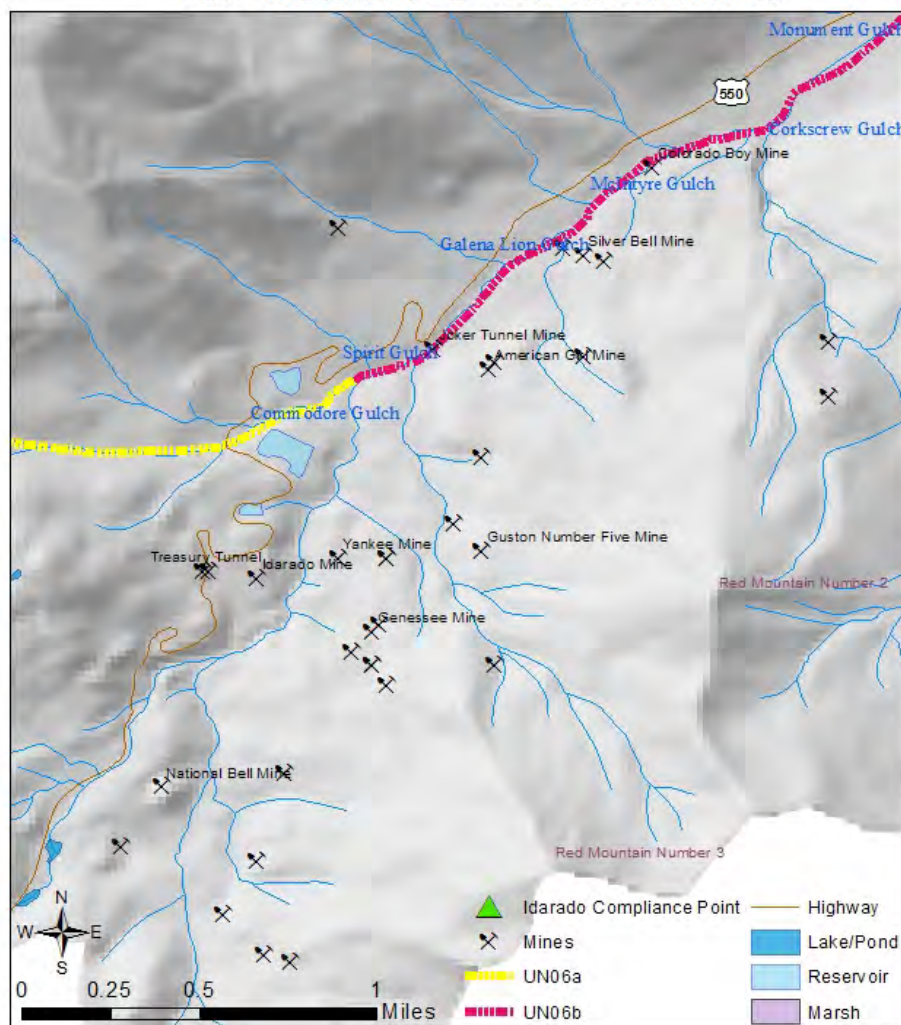 Monument Gulch
550
Corkscrew Gulch
Colorado Boy Mine
McIntyre Gulch
Galena Lion Gulch
Silver Bell Mine
Joker Tunnel Mine
Spirit Gulch
American Girl Mine
Commodore Gulch
Guston Number Five Mine
Yankee Mine
Treasury Tunnel
Idarado Mine
Red Mountain Number 2
Genessee Mine
National Bell Mine
Red Mountain Number 3
N
W E
S
Idarado Compliance Point
Mines
UN06a
UN06b
Highway
Lake/Pond
Reservoir
Marsh
0 0.25 0.5 1
Miles